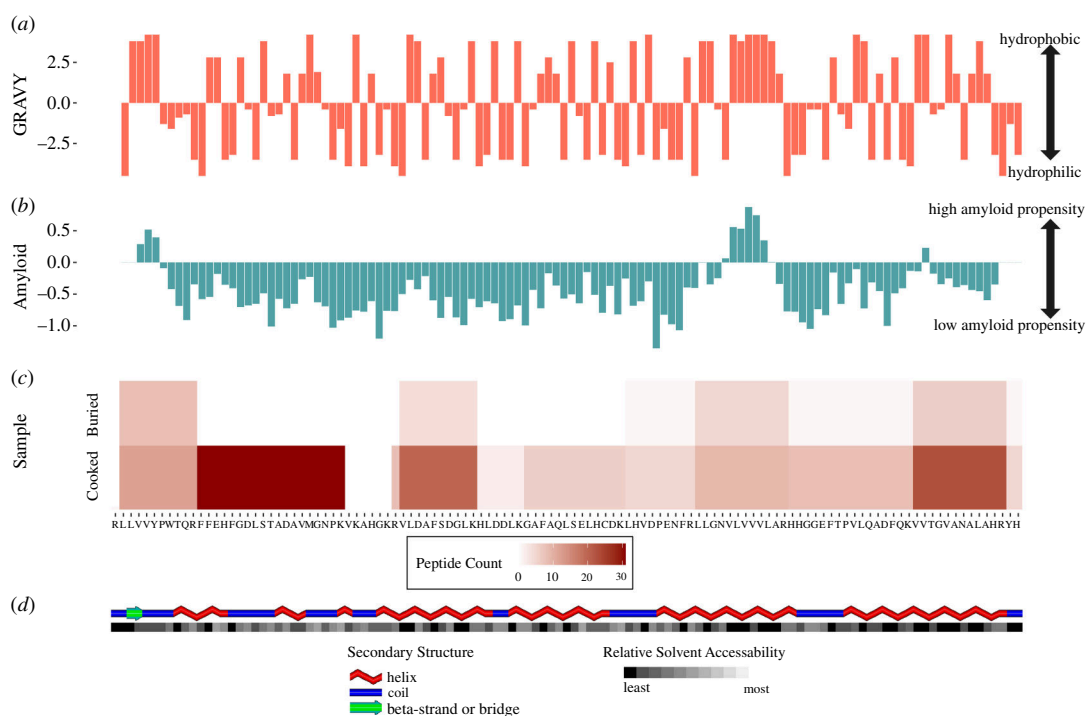 (a)
hydrophobic
2.5
0.0
−2.5
GRAVY
hydrophilic
(b)
high amyloid propensity
0.5
0.0
−0.5
−1.0
Amyloid
low amyloid propensity
(c)
Sample
Buried
Cooked
RLLVVYPWTQRFFEHFGDLSTADAVMGNPKVKAHGKRVLDAFSDGLKHLDDLKGAFAQLSELHCDKLHVDPENFRLLGNVLVVVLARHHGGEFTPVLQADFQKVVTGVANALAHRYH
Peptide Count
0 10 20 30
(d)
Secondary Structure
helix
coil
beta-strand or bridge
Relative Solvent Accessability
least most